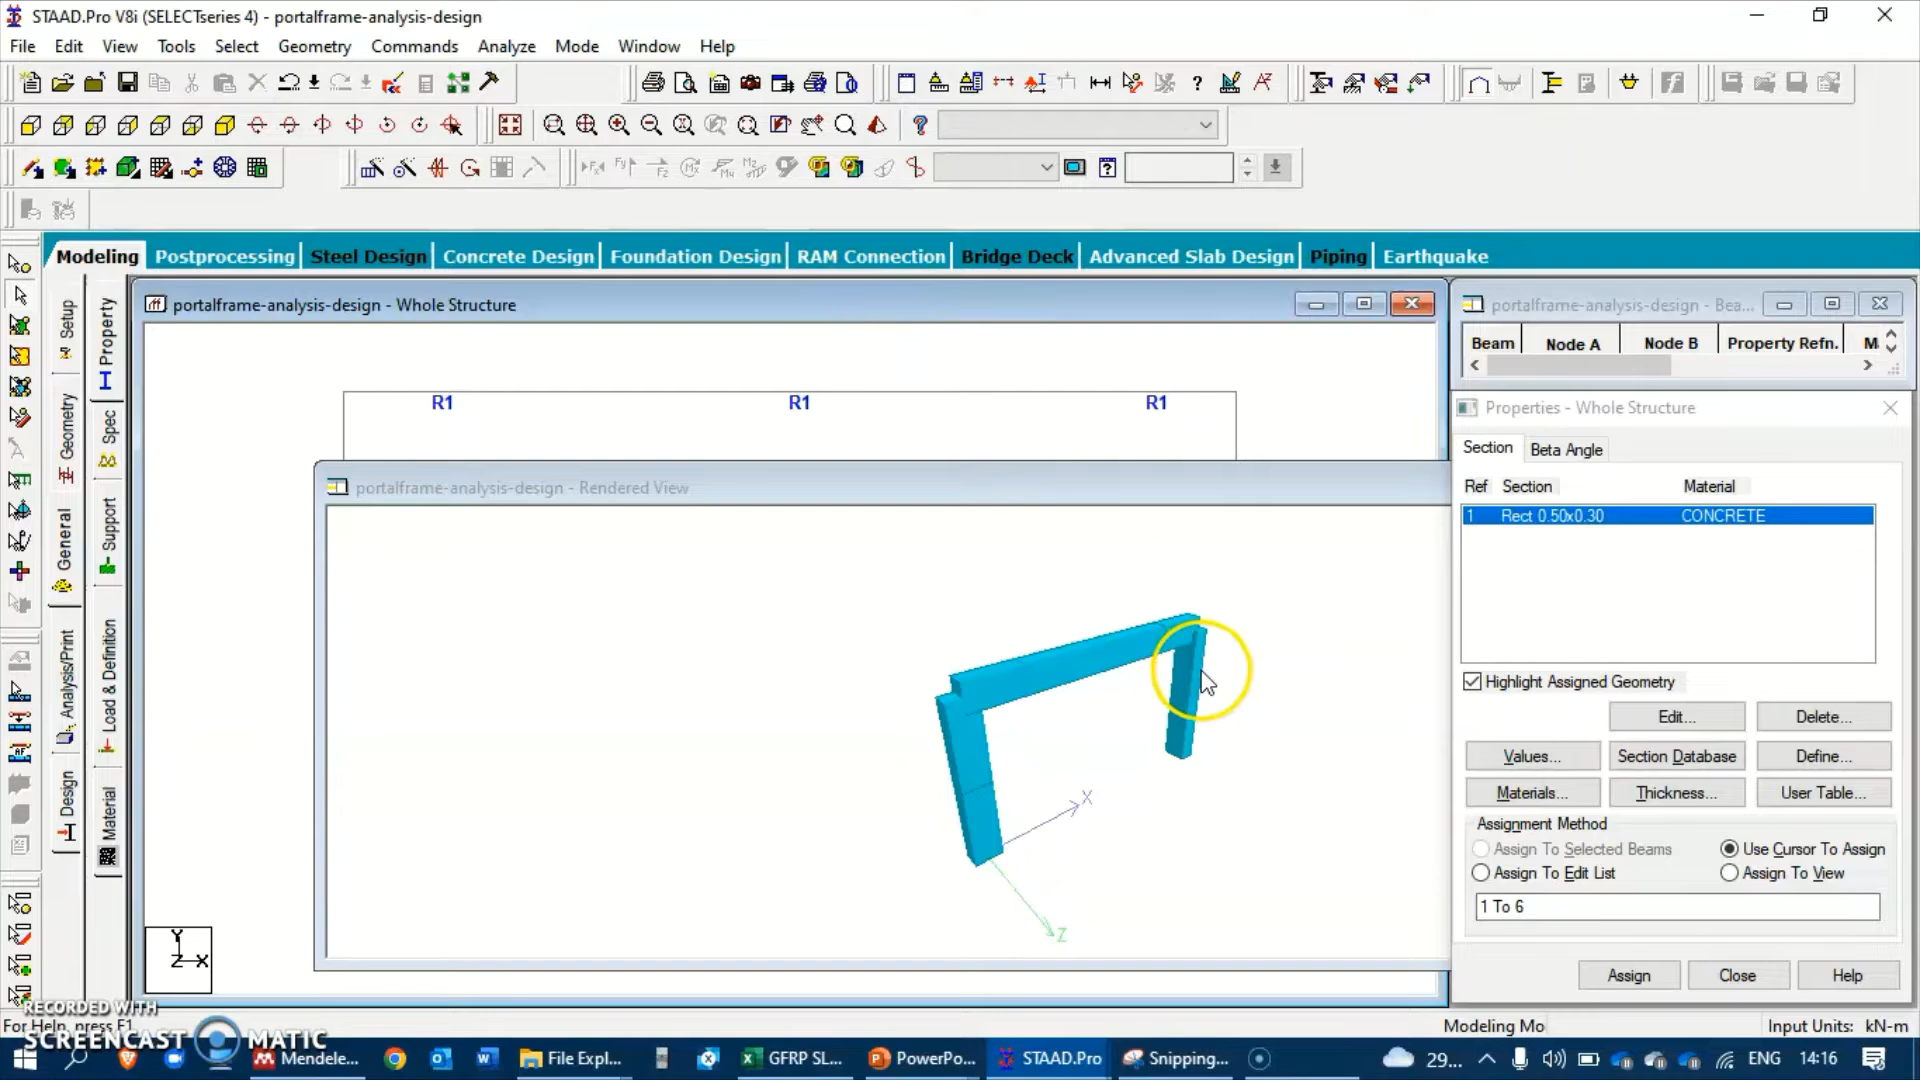 STAAD.Pro V8i (SELECTseries 4) - portalframe-analysis-design
File Edit View Tools Select Geometry Commands Analyze Mode Window Help
Modeling Postprocessing Steel Design Concrete Design Foundation Design RAM Connection Bridge Deck Advanced Slab Design Piping Earthquake
Setup
Geometry
General
Analysis/Print
Design
Property
Spec
Support
Load & Definition
Material
portalframe-analysis-design - Whole Structure
R1 R1 R1
portalframe-analysis-design - Rendered View
X
Z
Y
Z X
portalframe-analysis-design - Bea...
Beam Node A Node B Property Refn. M
Properties - Whole Structure
Section Beta Angle
Ref Section Material
1 Rect 0.50x0.30 CONCRETE
Highlight Assigned Geometry
Edit... Delete...
Values... Section Database Define...
Materials... Thickness... User Table...
Assignment Method
Assign To Selected Beams Use Cursor To Assign
Assign To Edit List Assign To View
1 To 6
Assign Close Help
RECORDED WITH
For Help, press F1
SCREENCAST MATIC
Modeling Mo Input Units: kN-m
Mendele... File Expl... GFRP SL... PowerPo... STAAD.Pro Snipping... 29... ENG 14:16